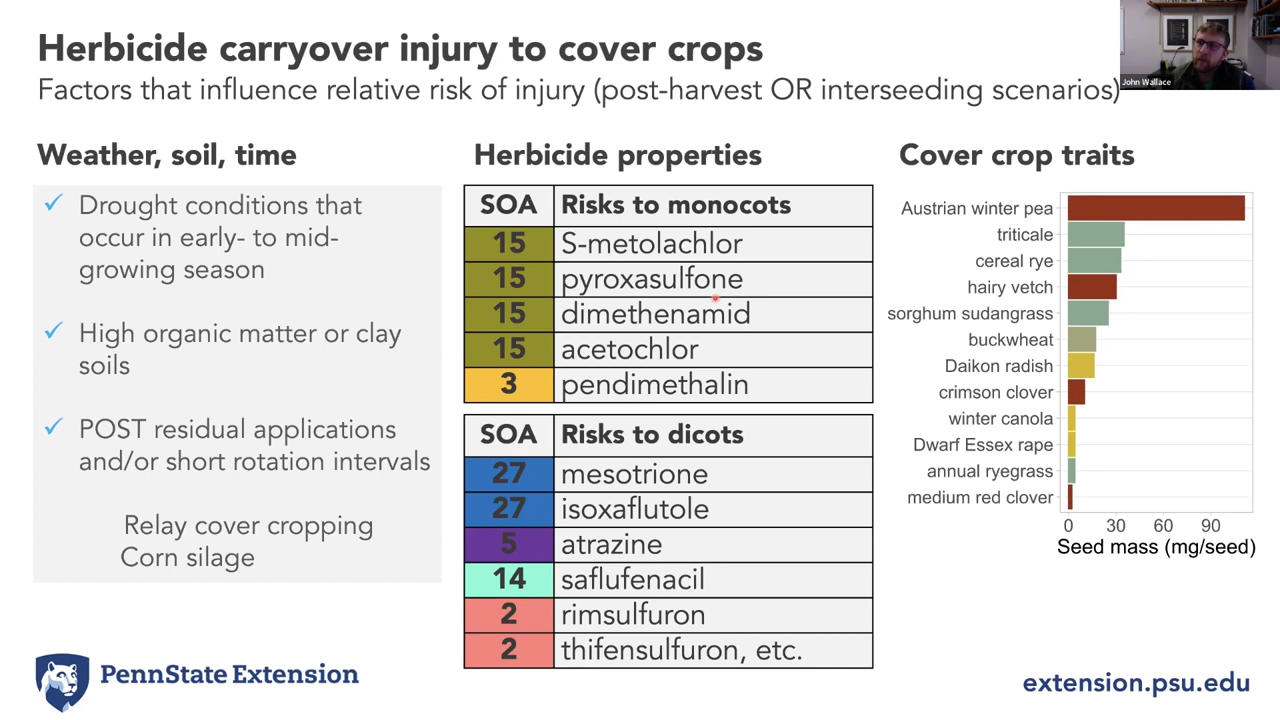 Herbicide carryover injury to cover crops
Factors that influence relative risk of injury (post-harvest OR interseeding scenarios)
John Wallace
Weather, soil, time
Drought conditions that
occur in early- to mid-
growing season
High organic matter or clay
soils
POST residual applications
and/or short rotation intervals
Relay cover cropping
Corn silage
Herbicide properties
SOA Risks to monocots
15 S-metolachlor
15 pyroxasulfone
15 dimethenamid
15 acetochlor
3 pendimethalin
SOA Risks to dicots
27 mesotrione
27 isoxaflutole
5 atrazine
14 saflufenacil
2 rimsulfuron
2 thifensulfuron, etc.
Cover crop traits
Austrian winter pea
triticale
cereal rye
hairy vetch
sorghum sudangrass
buckwheat
Daikon radish
crimson clover
winter canola
Dwarf Essex rape
annual ryegrass
medium red clover
0 30 60 90
Seed mass (mg/seed)
PennState Extension
extension.psu.edu